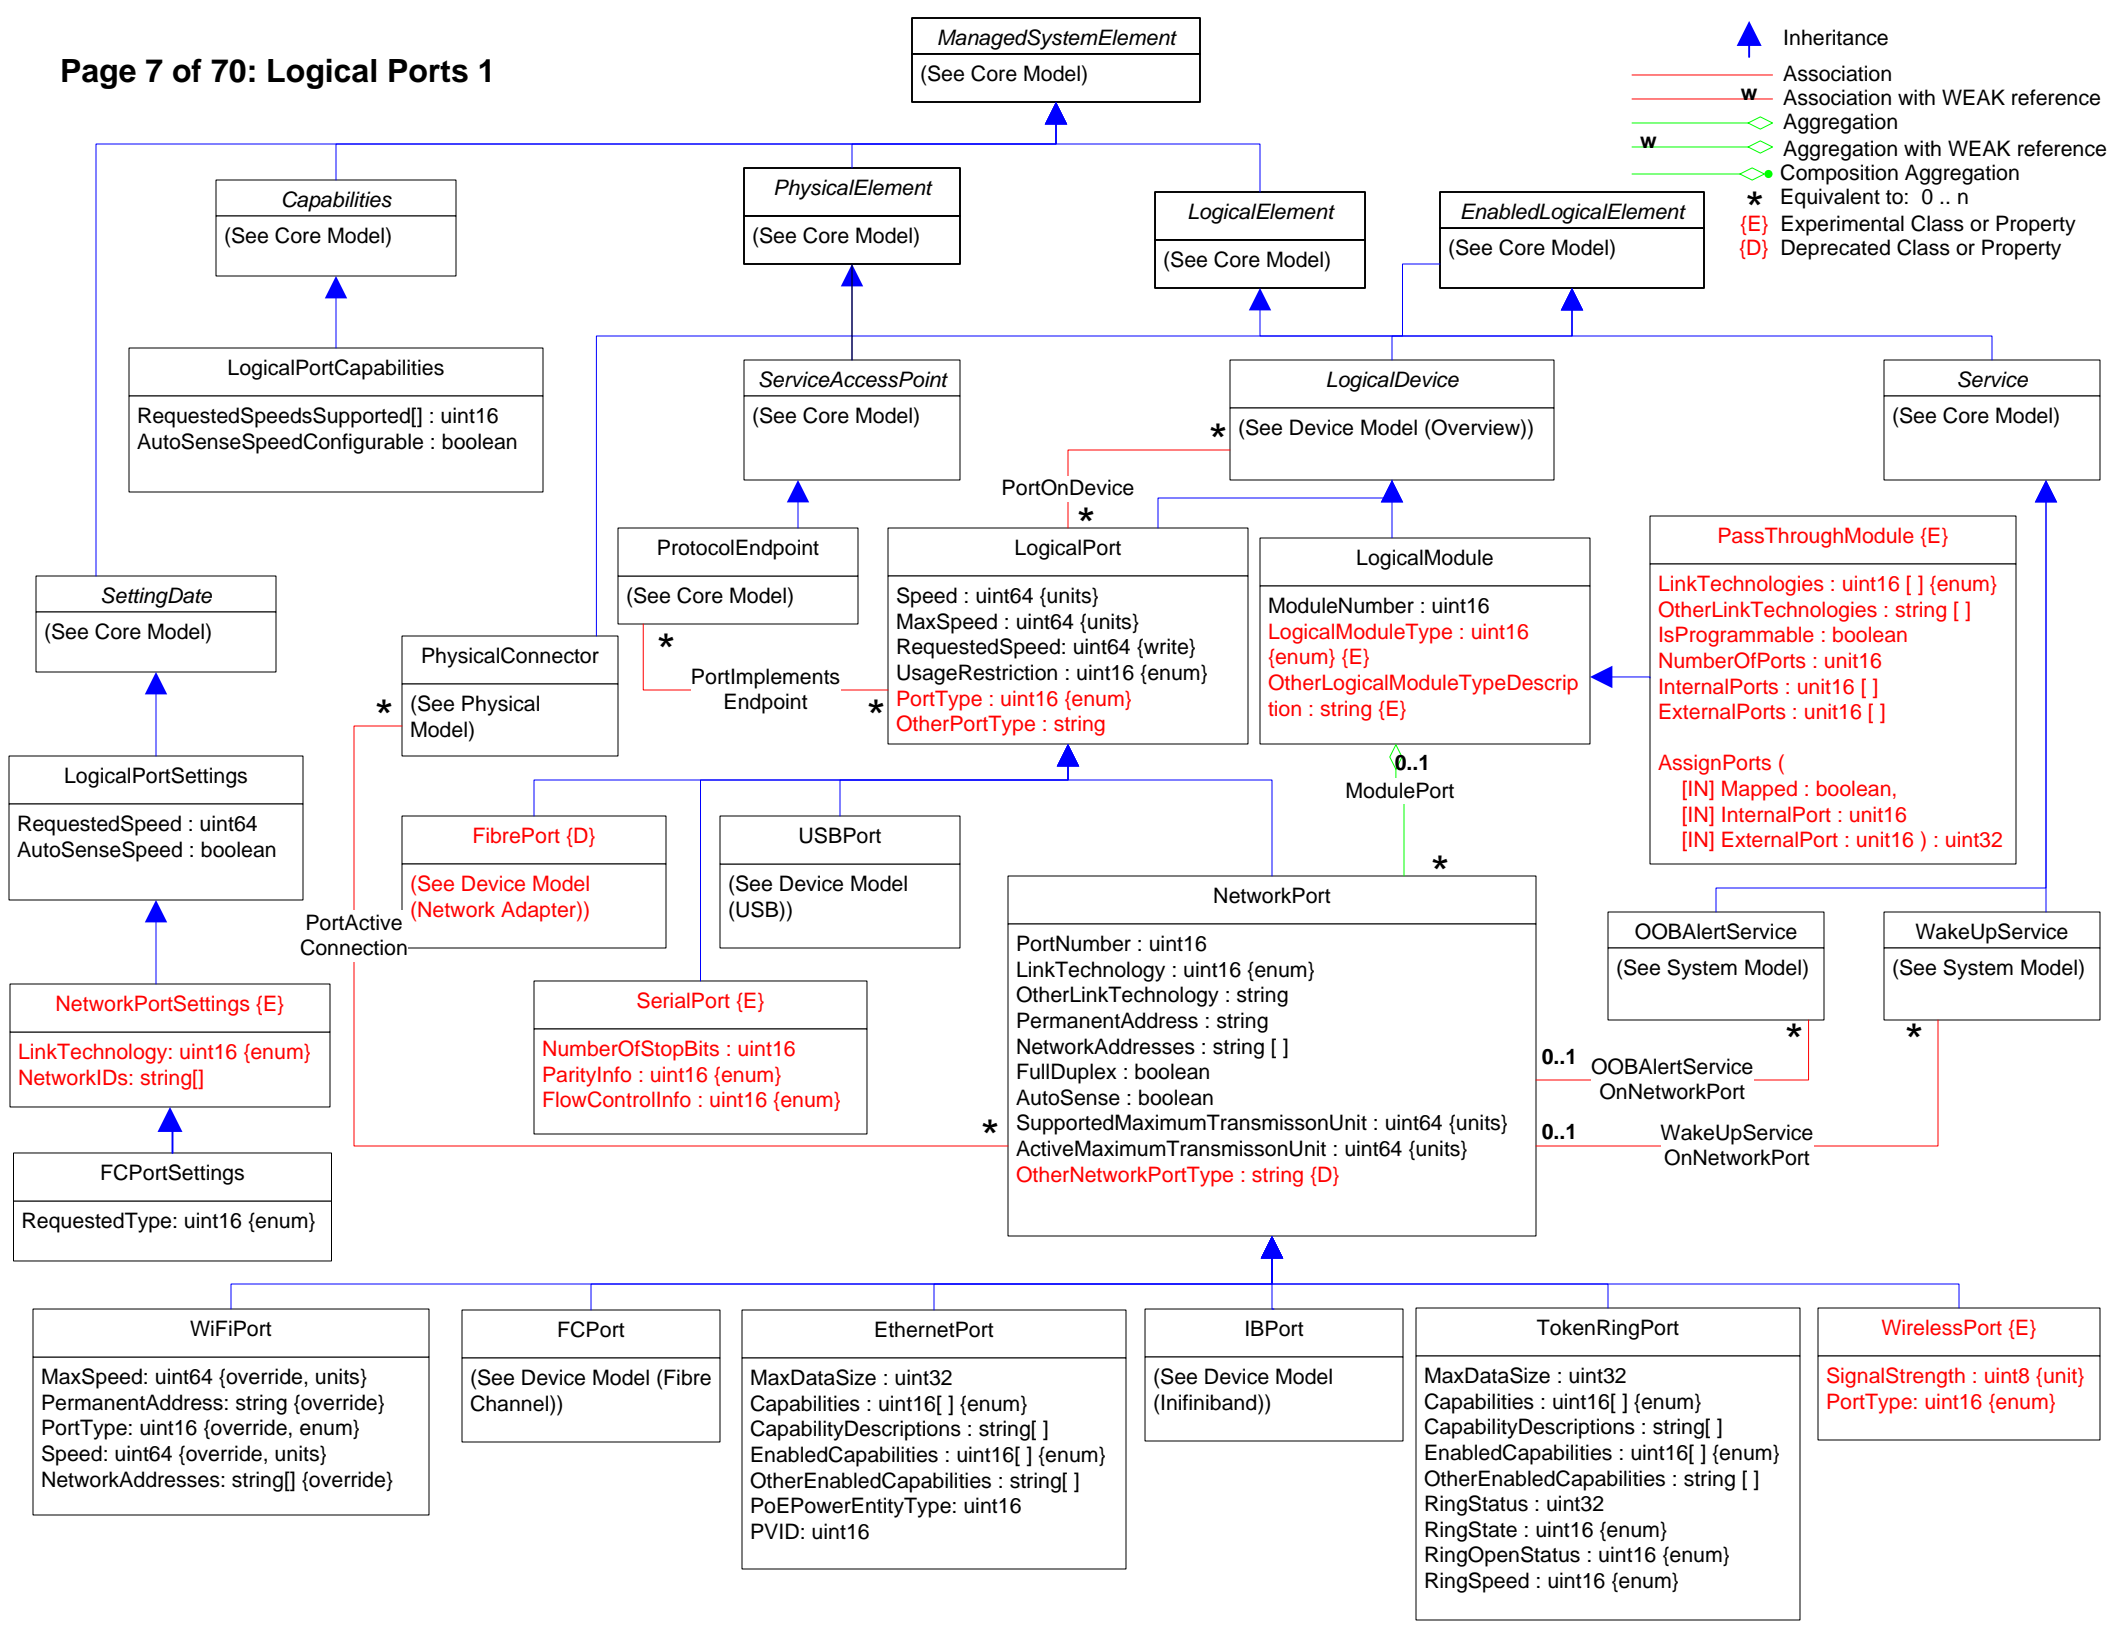 Page 7 of 70: Logical Ports 1
ManagedSystemElement
(See Core Model)
Inheritance
Association
w
Association with WEAK reference
Aggregation
w
Aggregation with WEAK reference
Composition Aggregation
* Equivalent to: 0 .. n
{E} Experimental Class or Property
{D} Deprecated Class or Property
Capabilities
(See Core Model)
PhysicalElement
(See Core Model)
LogicalElement
(See Core Model)
EnabledLogicalElement
(See Core Model)
LogicalPortCapabilities
RequestedSpeedsSupported[] : uint16
AutoSenseSpeedConfigurable : boolean
ServiceAccessPoint
(See Core Model)
LogicalDevice
(See Device Model (Overview))
*
PortOnDevice
*
Service
(See Core Model)
SettingDate
(See Core Model)
ProtocolEndpoint
(See Core Model)
*
PortImplements
Endpoint
*
LogicalPort
Speed : uint64 {units}
MaxSpeed : uint64 {units}
RequestedSpeed: uint64 {write}
UsageRestriction : uint16 {enum}
PortType : uint16 {enum}
OtherPortType : string
LogicalModule
ModuleNumber : uint16
LogicalModuleType : uint16
{enum} {E}
OtherLogicalModuleTypeDescrip
tion : string {E}
PassThroughModule {E}
LinkTechnologies : uint16 [ ] {enum}
OtherLinkTechnologies : string [ ]
IsProgrammable : boolean
NumberOfPorts : unit16
InternalPorts : unit16 [ ]
ExternalPorts : unit16 [ ]
AssignPorts (
[IN] Mapped : boolean,
[IN] InternalPort : unit16
[IN] ExternalPort : unit16 ) : uint32
PhysicalConnector
(See Physical
Model)
*
0..1
ModulePort
*
LogicalPortSettings
RequestedSpeed : uint64
AutoSenseSpeed : boolean
FibrePort {D}
(See Device Model
(Network Adapter))
USBPort
(See Device Model
(USB))
PortActive
Connection
*
NetworkPort
PortNumber : uint16
LinkTechnology : uint16 {enum}
OtherLinkTechnology : string
PermanentAddress : string
NetworkAddresses : string [ ]
FullDuplex : boolean
AutoSense : boolean
SupportedMaximumTransmissonUnit : uint64 {units}
ActiveMaximumTransmissonUnit : uint64 {units}
OtherNetworkPortType : string {D}
OOBAlertService
(See System Model)
*
WakeUpService
(See System Model)
*
0..1
OOBAlertService
OnNetworkPort
0..1
WakeUpService
OnNetworkPort
NetworkPortSettings {E}
LinkTechnology: uint16 {enum}
NetworkIDs: string[]
SerialPort {E}
NumberOfStopBits : uint16
ParityInfo : uint16 {enum}
FlowControlInfo : uint16 {enum}
FCPortSettings
RequestedType: uint16 {enum}
WiFiPort
MaxSpeed: uint64 {override, units}
PermanentAddress: string {override}
PortType: uint16 {override, enum}
Speed: uint64 {override, units}
NetworkAddresses: string[] {override}
FCPort
(See Device Model (Fibre
Channel))
EthernetPort
MaxDataSize : uint32
Capabilities : uint16[ ] {enum}
CapabilityDescriptions : string[ ]
EnabledCapabilities : uint16[ ] {enum}
OtherEnabledCapabilities : string[ ]
PoEPowerEntityType: uint16
PVID: uint16
IBPort
(See Device Model
(Inifiniband))
TokenRingPort
MaxDataSize : uint32
Capabilities : uint16[ ] {enum}
CapabilityDescriptions : string[ ]
EnabledCapabilities : uint16[ ] {enum}
OtherEnabledCapabilities : string [ ]
RingStatus : uint32
RingState : uint16 {enum}
RingOpenStatus : uint16 {enum}
RingSpeed : uint16 {enum}
WirelessPort {E}
SignalStrength : uint8 {unit}
PortType: uint16 {enum}